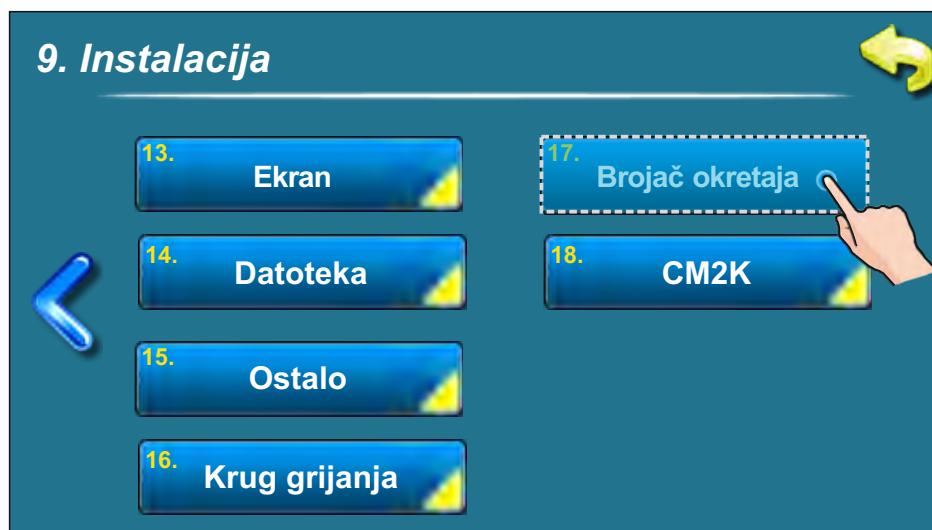 9. Instalacija
13.
Ekran
14.
Datoteka
15.
Ostalo
16.
Krug grijanja
17.
Brojač okretaja
18.
CM2K